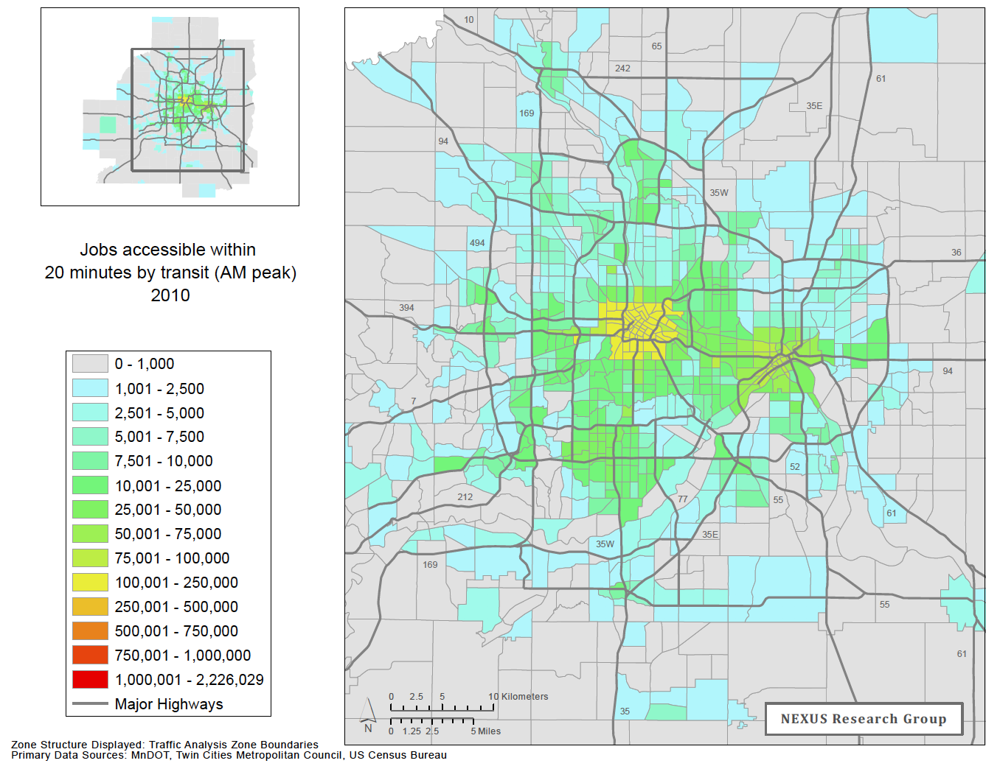 Jobs accessible within
20 minutes by transit (AM peak)
2010
0 - 1,000
1,001 - 2,500
2,501 - 5,000
5,001 - 7,500
7,501 - 10,000
10,001 - 25,000
25,001 - 50,000
50,001 - 75,000
75,001 - 100,000
100,001 - 250,000
250,001 - 500,000
500,001 - 750,000
750,001 - 1,000,000
1,000,001 - 2,226,029
Major Highways
10
65
242
61
35E
169
94
35W
494
36
394
94
7
52
212
77
55
61
35W
35E
169
55
61
35
0 2.5 5 10 Kilometers
0 1.25 2.5 5 Miles
N
NEXUS Research Group
Zone Structure Displayed: Traffic Analysis Zone Boundaries
Primary Data Sources: MnDOT, Twin Cities Metropolitan Council, US Census Bureau